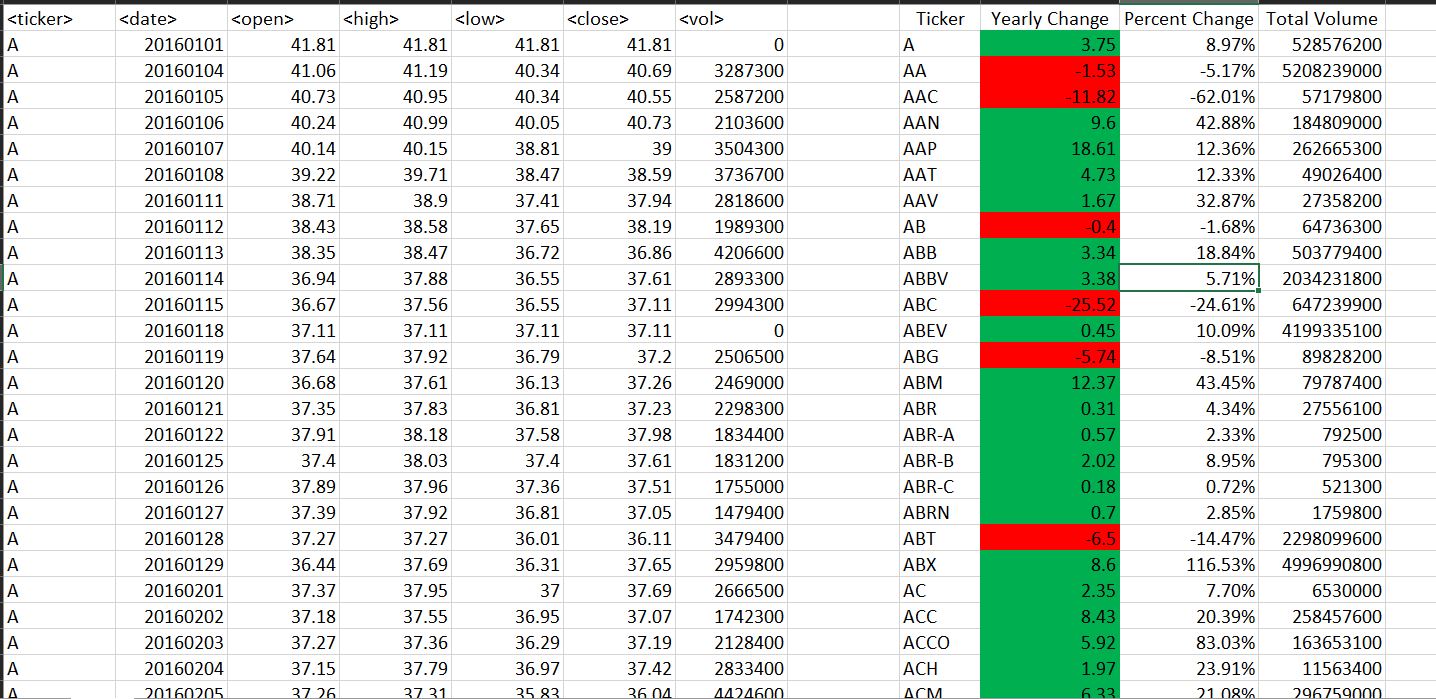 <ticker> <date> <open> <high> <low> <close> <vol> Ticker Yearly Change Percent Change Total Volume
A 20160101 41.81 41.81 41.81 41.81 0 A 3.75 8.97% 528576200
A 20160104 41.06 41.19 40.34 40.69 3287300 AA -1.53 -5.17% 5208239000
A 20160105 40.73 40.95 40.34 40.55 2587200 AAC -11.82 -62.01% 57179800
A 20160106 40.24 40.99 40.05 40.73 2103600 AAN 9.6 42.88% 184809000
A 20160107 40.14 40.15 38.81 39 3504300 AAP 18.61 12.36% 262665300
A 20160108 39.22 39.71 38.47 38.59 3736700 AAT 4.73 12.33% 49026400
A 20160111 38.71 38.9 37.41 37.94 2818600 AAV 1.67 32.87% 27358200
A 20160112 38.43 38.58 37.65 38.19 1989300 AB -0.4 -1.68% 64736300
A 20160113 38.35 38.47 36.72 36.86 4206600 ABB 3.34 18.84% 503779400
A 20160114 36.94 37.88 36.55 37.61 2893300 ABBV 3.38 5.71% 2034231800
A 20160115 36.67 37.56 36.55 37.11 2994300 ABC -25.52 -24.61% 647239900
A 20160118 37.11 37.11 37.11 37.11 0 ABEV 0.45 10.09% 4199335100
A 20160119 37.64 37.92 36.79 37.2 2506500 ABG -5.74 -8.51% 89828200
A 20160120 36.68 37.61 36.13 37.26 2469000 ABM 12.37 43.45% 79787400
A 20160121 37.35 37.83 36.81 37.23 2298300 ABR 0.31 4.34% 27556100
A 20160122 37.91 38.18 37.58 37.98 1834400 ABR-A 0.57 2.33% 792500
A 20160125 37.4 38.03 37.4 37.61 1831200 ABR-B 2.02 8.95% 795300
A 20160126 37.89 37.96 37.36 37.51 1755000 ABR-C 0.18 0.72% 521300
A 20160127 37.39 37.92 36.81 37.05 1479400 ABRN 0.7 2.85% 1759800
A 20160128 37.27 37.27 36.01 36.11 3479400 ABT -6.5 -14.47% 2298099600
A 20160129 36.44 37.69 36.31 37.65 2959800 ABX 8.6 116.53% 4996990800
A 20160201 37.37 37.95 37 37.69 2666500 AC 2.35 7.70% 6530000
A 20160202 37.18 37.55 36.95 37.07 1742300 ACC 8.43 20.39% 258457600
A 20160203 37.27 37.36 36.29 37.19 2128400 ACCO 5.92 83.03% 163653100
A 20160204 37.15 37.79 36.97 37.42 2833400 ACH 1.97 23.91% 11563400
A 20160205 37.26 37.31 35.83 36.04 4424600 ACM 6.33 21.08% 296759000